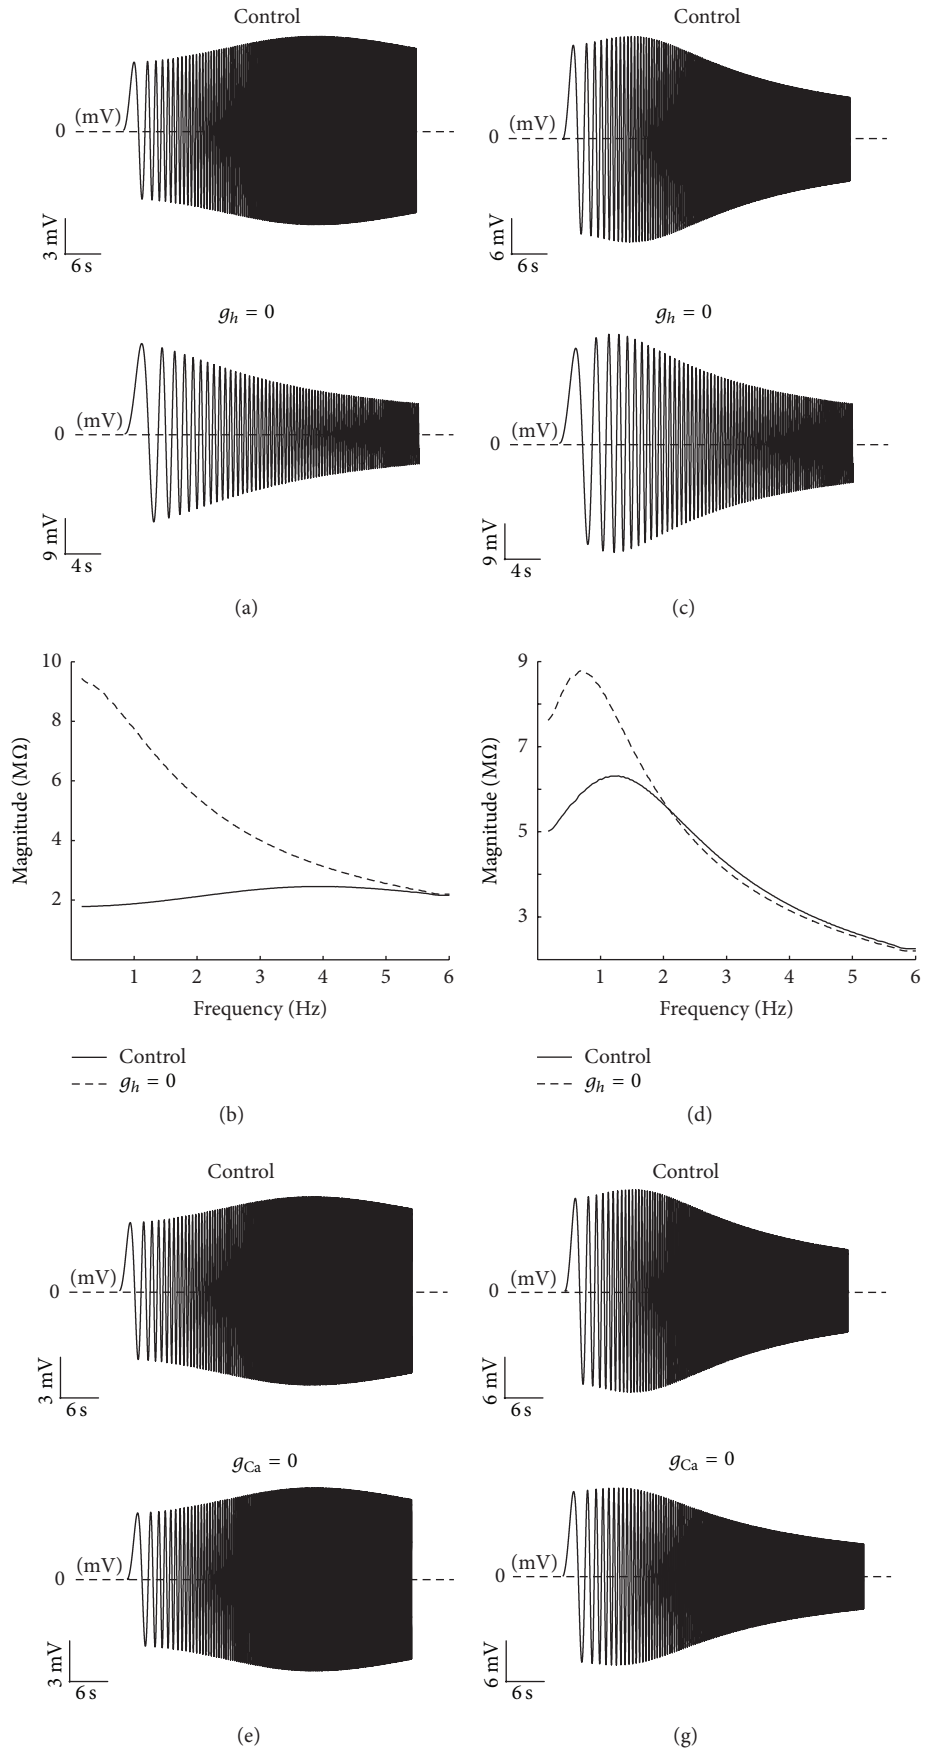 Control
(mV)
0
3 mV
6 s
g_h = 0
(mV)
0
9 mV
4 s
(a)
Control
(mV)
0
6 mV
6 s
g_h = 0
(mV)
0
9 mV
4 s
(c)
10
8
6
4
2
Magnitude (MΩ)
1 2 3 4 5 6
Frequency (Hz)
Control
g_h = 0
(b)
9
7
5
3
Magnitude (MΩ)
1 2 3 4 5 6
Frequency (Hz)
Control
g_h = 0
(d)
Control
(mV)
0
3 mV
6 s
g_Ca = 0
(mV)
0
3 mV
6 s
(e)
Control
(mV)
0
6 mV
6 s
g_Ca = 0
(mV)
0
6 mV
6 s
(g)